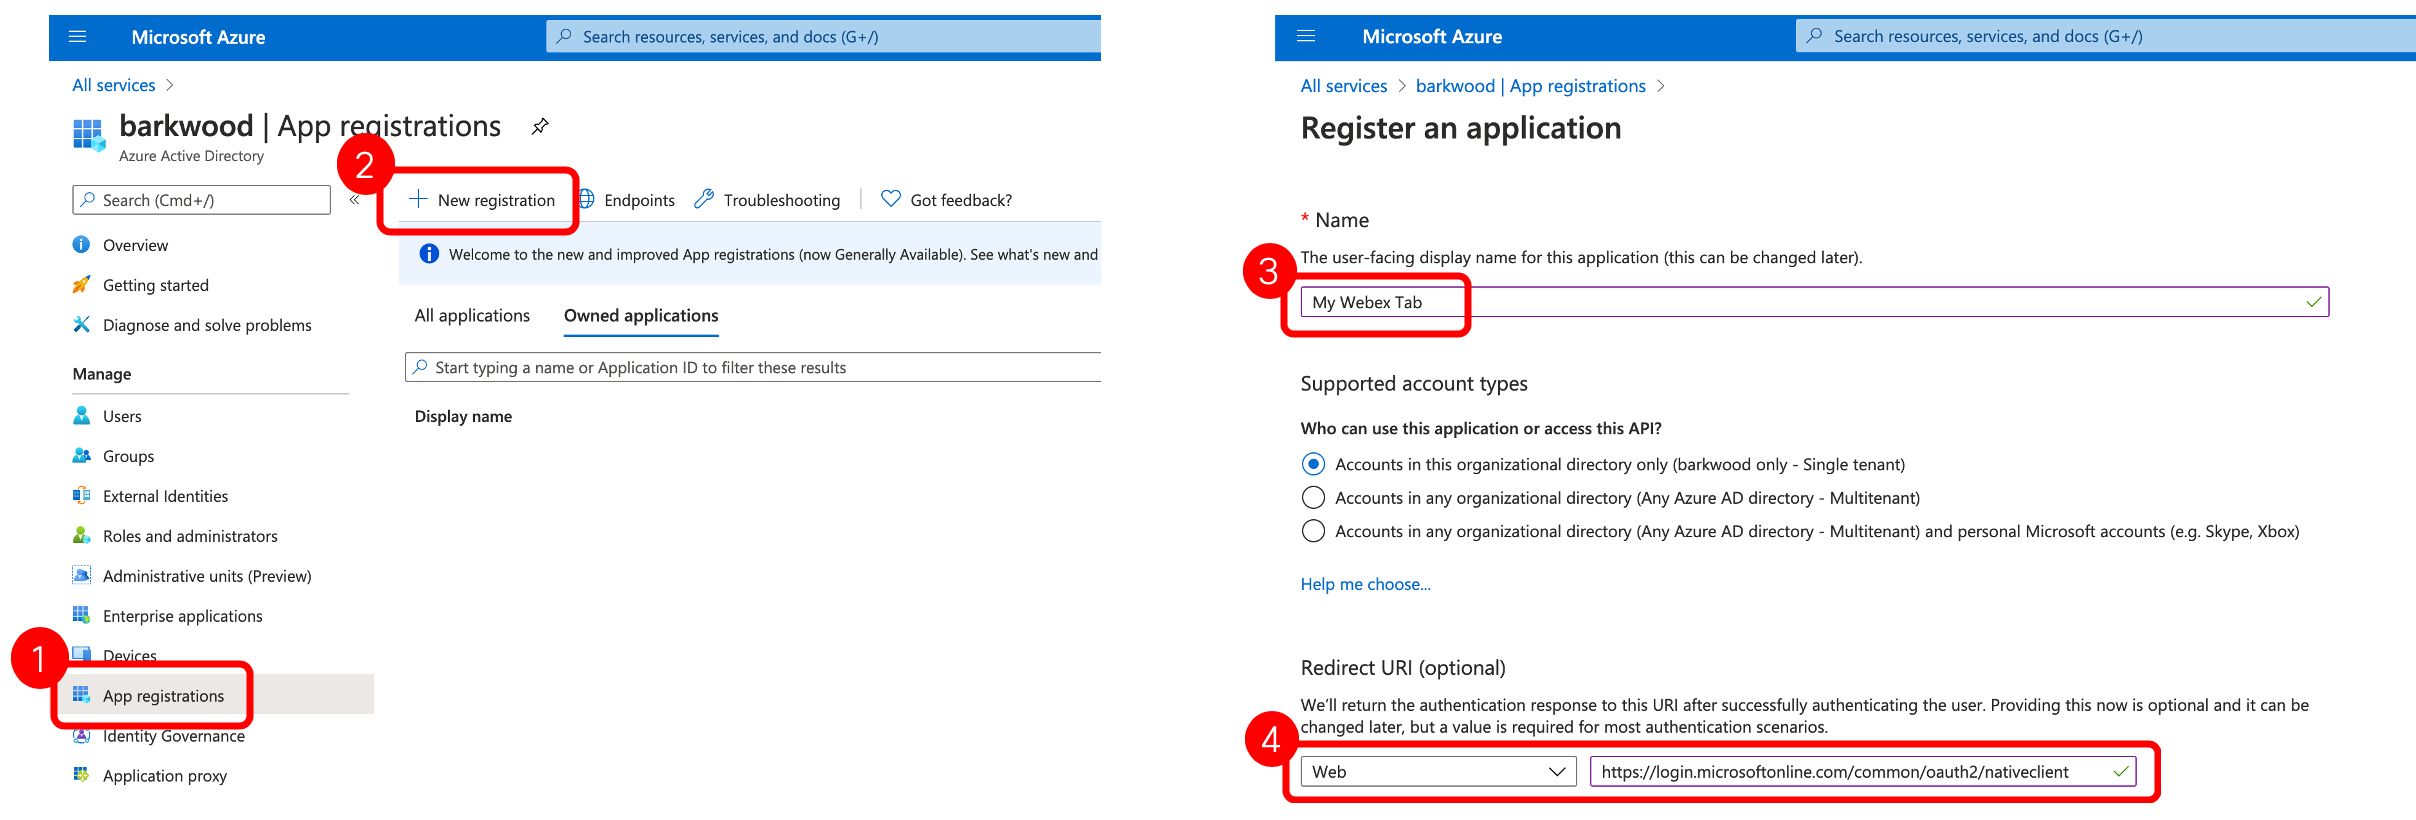 Microsoft Azure
Search resources, services, and docs (G+/)
All services >
barkwood | App registrations
Azure Active Directory
2
Search (Cmd+/)
«
New registration
Endpoints
Troubleshooting
Got feedback?
Overview
Getting started
Diagnose and solve problems
Manage
Users
Groups
External Identities
Roles and administrators
Administrative units (Preview)
Enterprise applications
Devices
1
App registrations
Identity Governance
Application proxy
Welcome to the new and improved App registrations (now Generally Available). See what's new and
All applications
Owned applications
Start typing a name or Application ID to filter these results
Display name
Microsoft Azure
Search resources, services, and docs (G+/)
All services > barkwood | App registrations >
Register an application
* Name
The user-facing display name for this application (this can be changed later).
3
My Webex Tab
Supported account types
Who can use this application or access this API?
Accounts in this organizational directory only (barkwood only - Single tenant)
Accounts in any organizational directory (Any Azure AD directory - Multitenant)
Accounts in any organizational directory (Any Azure AD directory - Multitenant) and personal Microsoft accounts (e.g. Skype, Xbox)
Help me choose...
Redirect URI (optional)
We'll return the authentication response to this URI after successfully authenticating the user. Providing this now is optional and it can be
changed later, but a value is required for most authentication scenarios.
4
Web
https://login.microsoftonline.com/common/oauth2/nativeclient